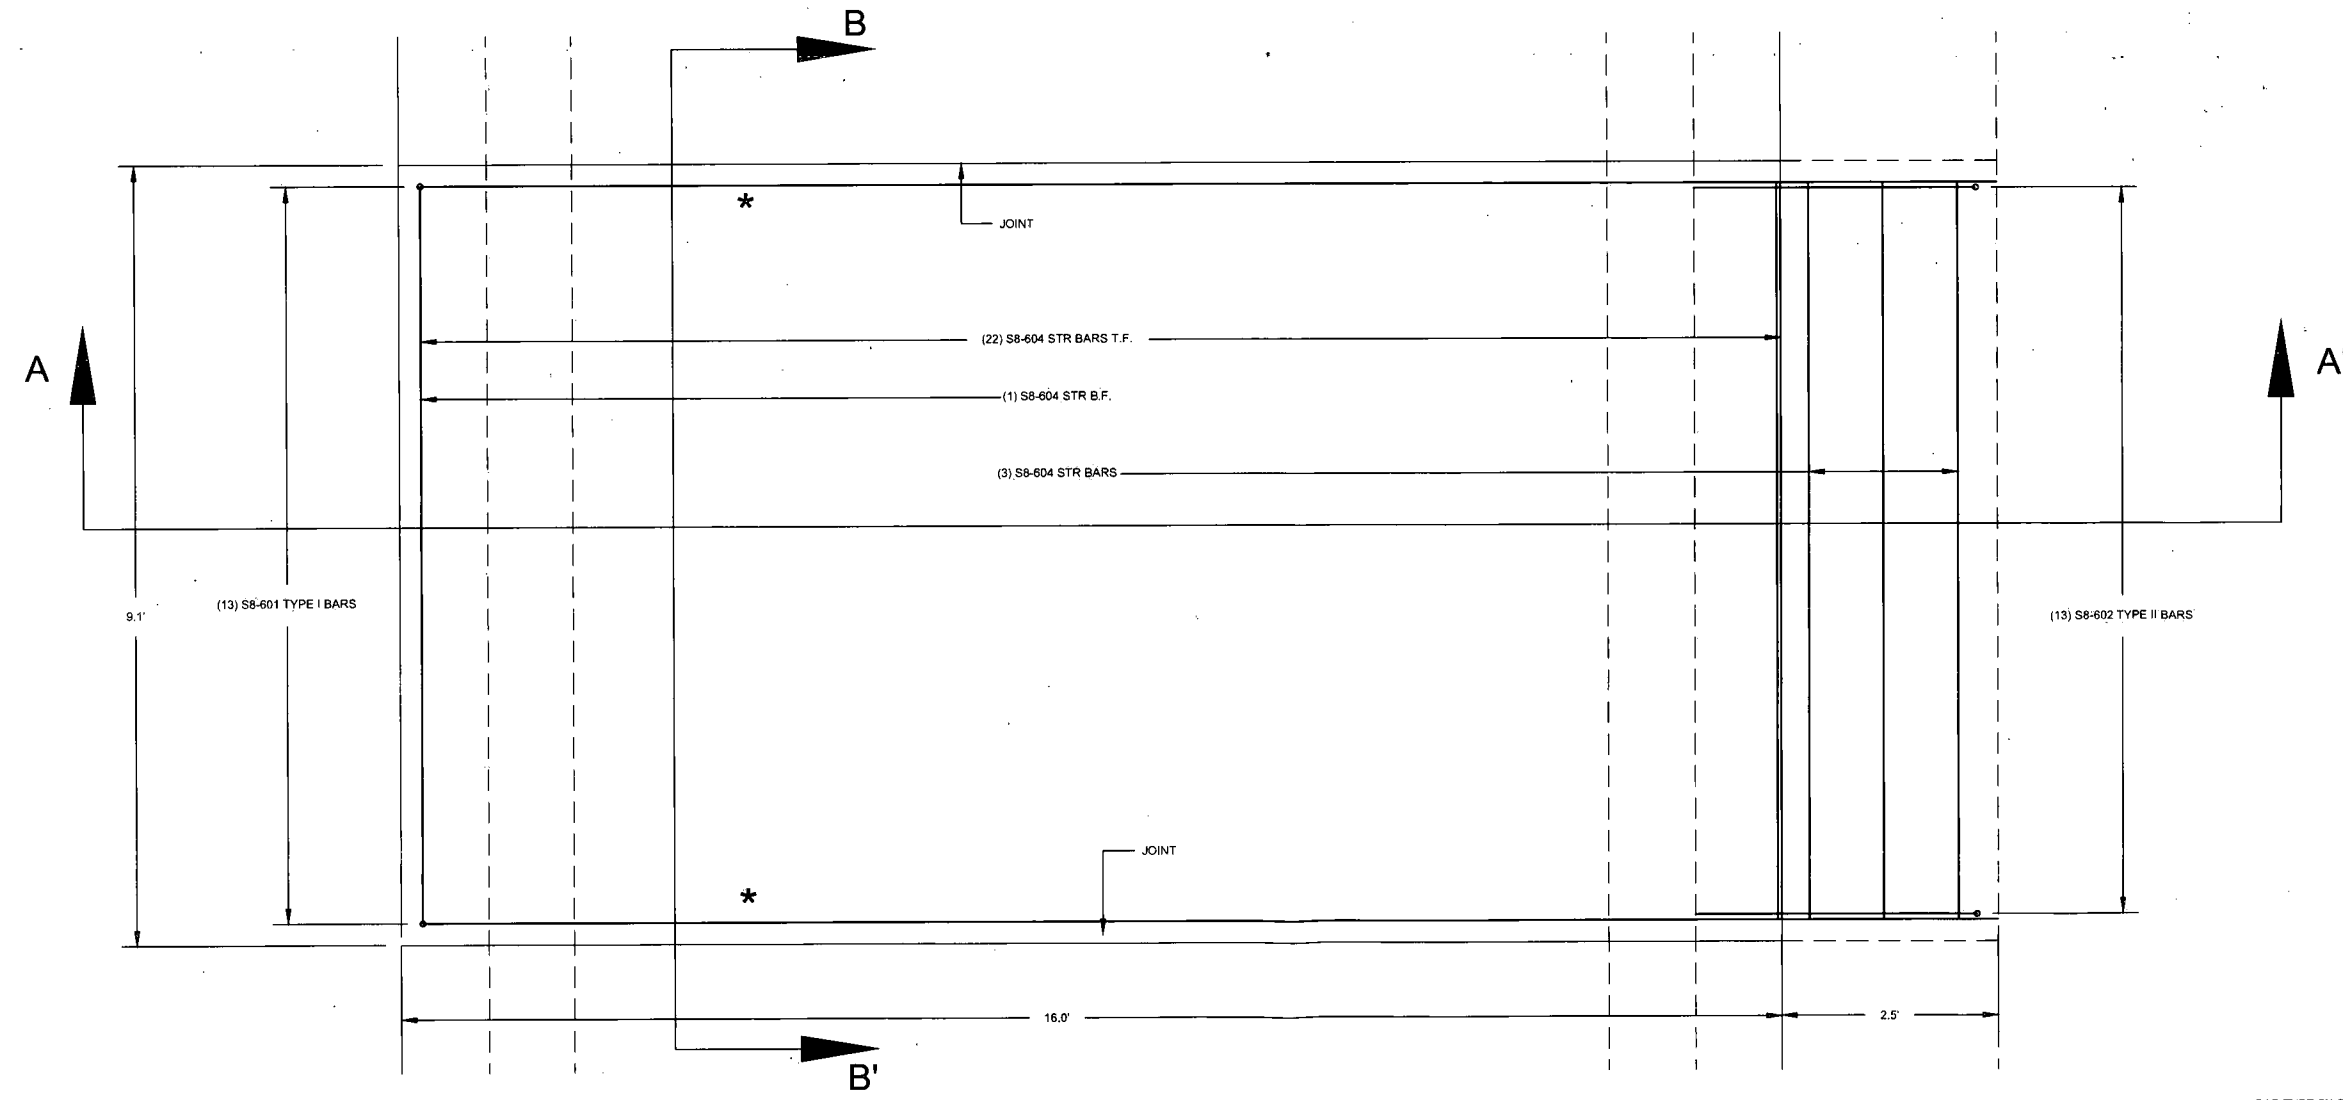 B
*
JOINT
(22) S8-604 STR BARS T.F.
A
A'
(1) S8-604 STR B.F.
(3) S8-604 STR BARS
9.1'
(13) S8-601 TYPE I BARS
(13) S8-602 TYPE II BARS
JOINT
*
16.0'
2.5'
B'